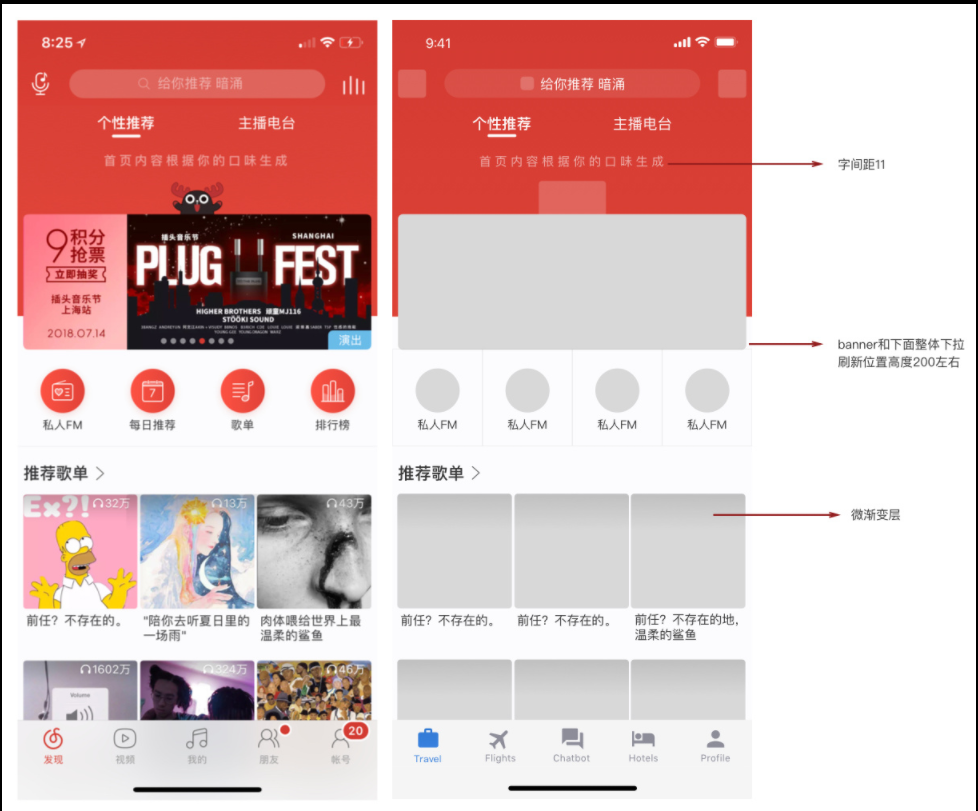 8:25
给你推荐 暗涌
个性推荐 主播电台
首页内容根据你的口味生成
9积分
抢票
立即抽奖
插头音乐节
上海站
2018.07.14
插头音乐节
SHANGHAI
PLUG FEST
HIGHER BROTHERS 球盟MJ116
STÖÖKI SOUND
演出
7
私人FM 每日推荐 歌单 排行榜
推荐歌单
Ex?!
32万 13万 43万
前任？不存在的。
"陪你去听夏日里的
一场雨"
肉体喂给世界上最
温柔的鲨鱼
1602万 324万 46万
Volume
20
发现 视频 我的 朋友 帐号
9:41
给你推荐 暗涌
个性推荐 主播电台
首页内容根据你的口味生成
私人FM 私人FM 私人FM 私人FM
推荐歌单
前任？不存在的。
前任？不存在的。
前任？不存在的地,
温柔的鲨鱼
Travel Flights Chatbot Hotels Profile
字间距11
banner和下面整体下拉
刷新位置高度200左右
微渐变层